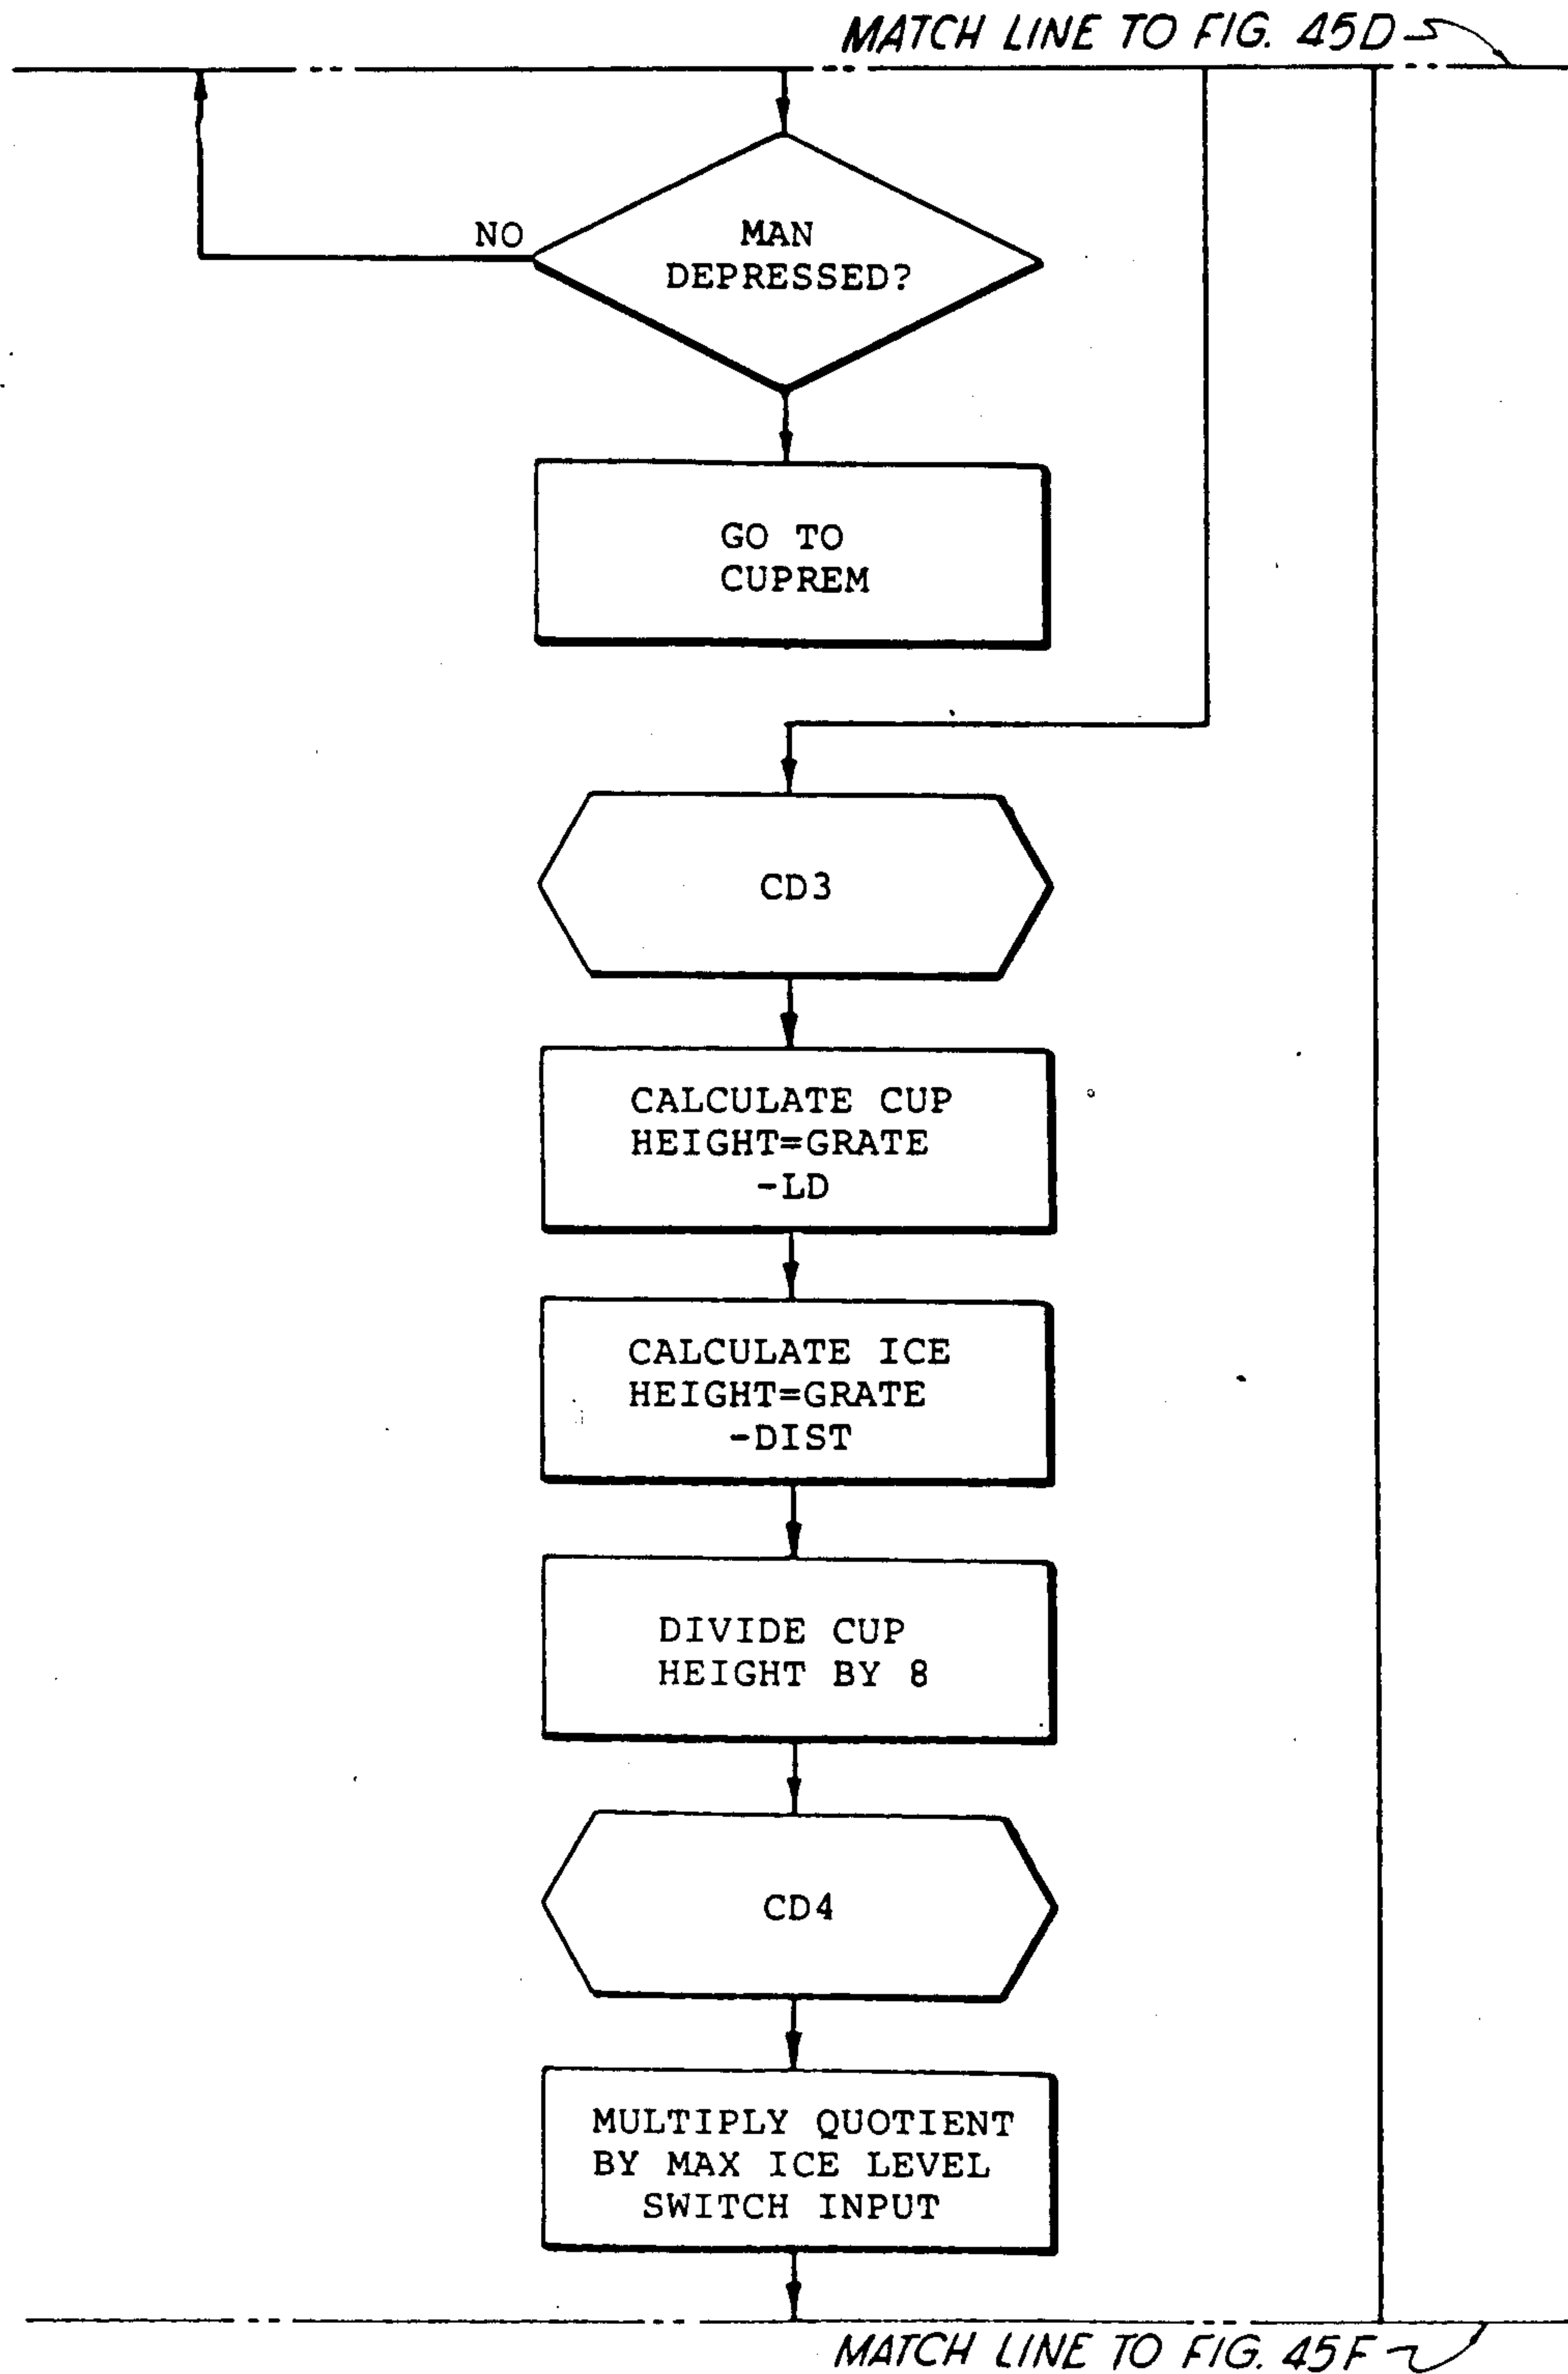 MATCH LINE TO FIG. 45D
NO
MAN
DEPRESSED?
GO TO
CUPREM
CD3
CALCULATE CUP
HEIGHT=GRATE
-LD
CALCULATE ICE
HEIGHT=GRATE
-DIST
DIVIDE CUP
HEIGHT BY 8
CD4
MULTIPLY QUOTIENT
BY MAX ICE LEVEL
SWITCH INPUT
MATCH LINE TO FIG. 45F